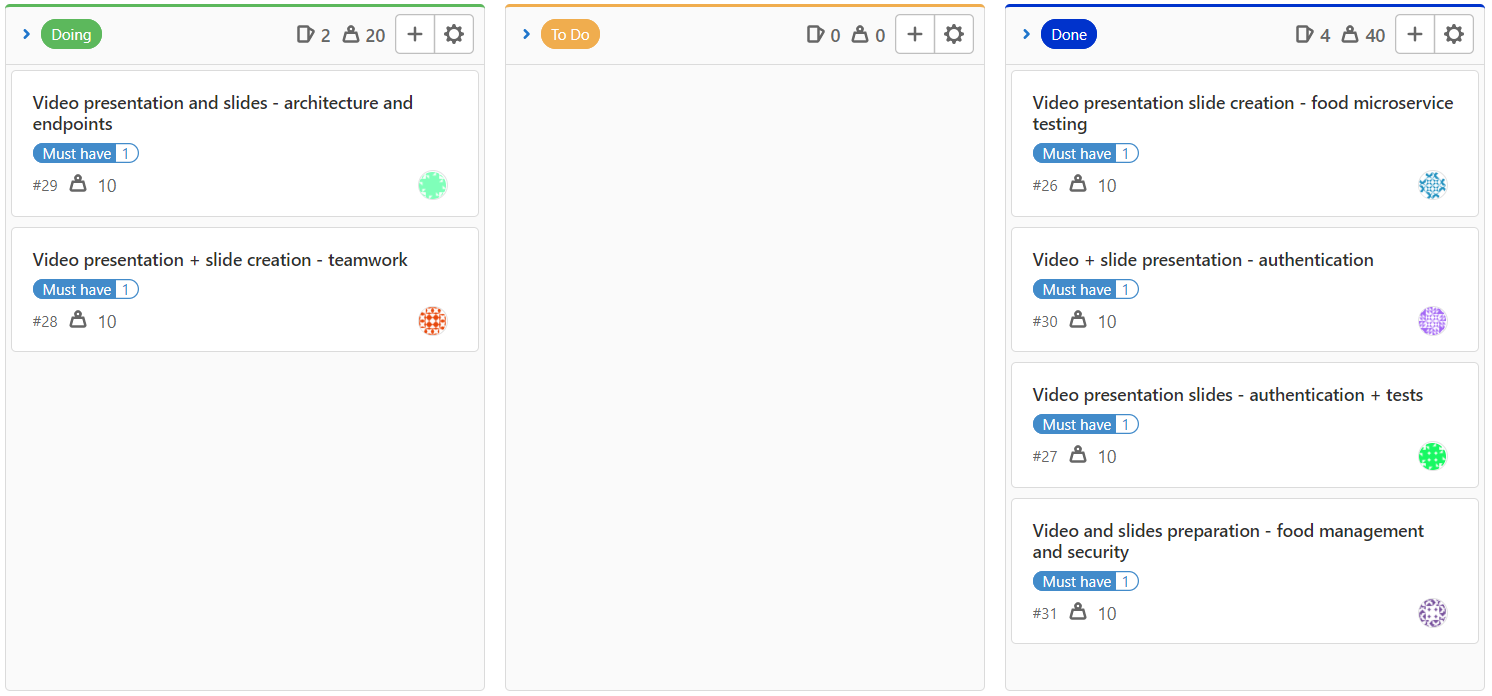 Doing 2 20
Video presentation and slides - architecture and
endpoints
Must have 1
#29 10
Video presentation + slide creation - teamwork
Must have 1
#28 10
To Do 0 0
Done 4 40
Video presentation slide creation - food microservice
testing
Must have 1
#26 10
Video + slide presentation - authentication
Must have 1
#30 10
Video presentation slides - authentication + tests
Must have 1
#27 10
Video and slides preparation - food management
and security
Must have 1
#31 10